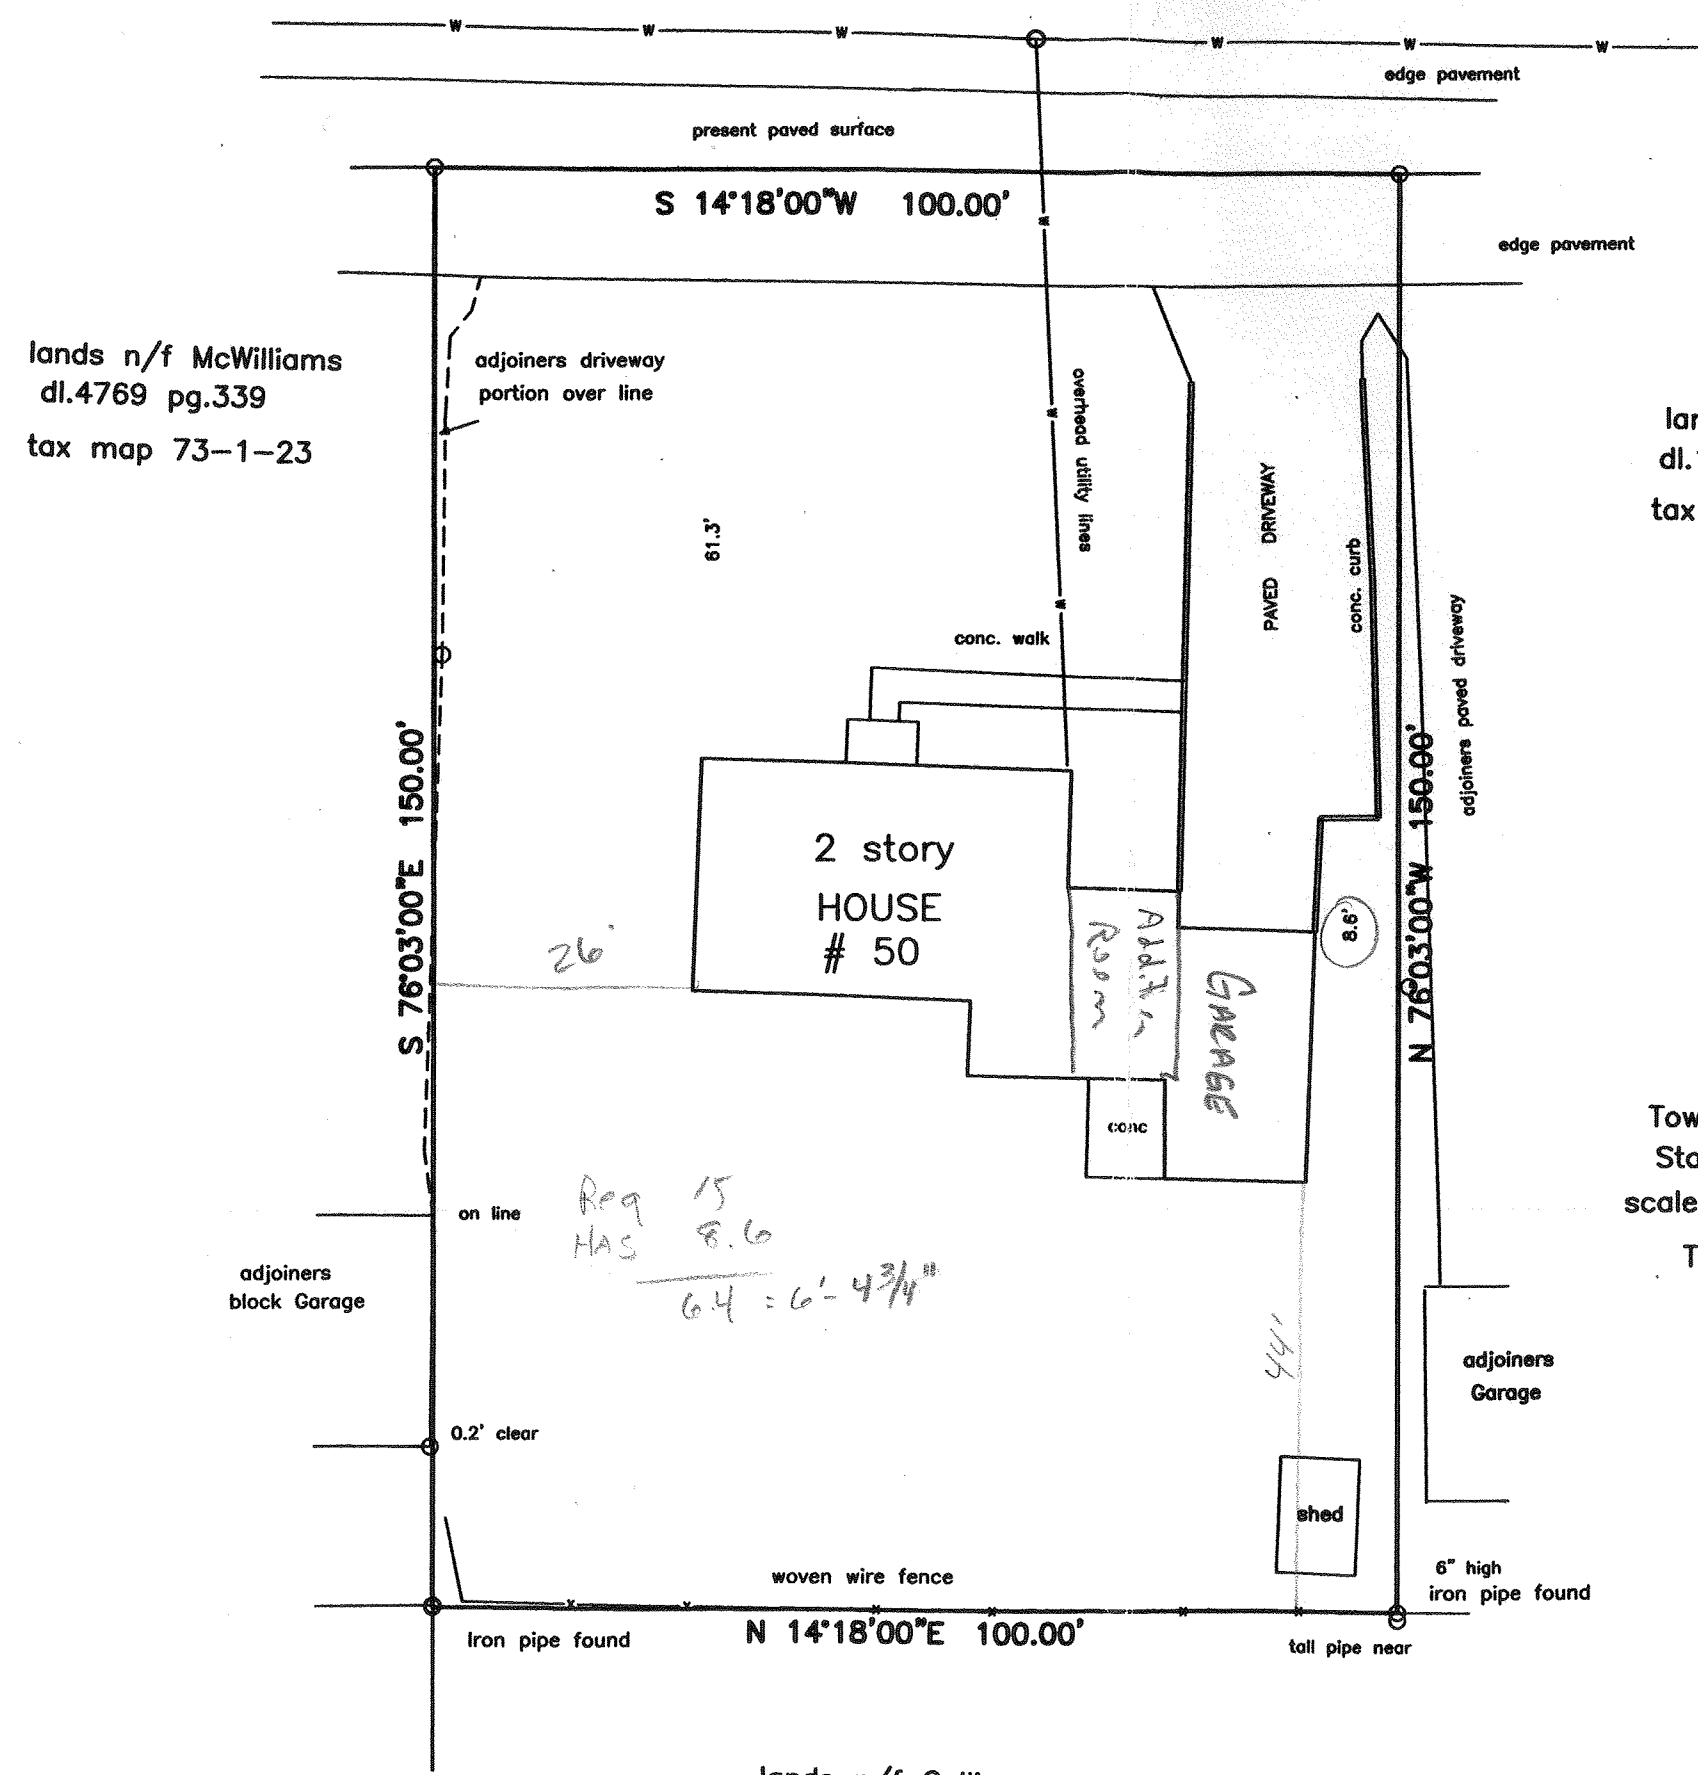 W W W W W W
edge pavement
present paved surface
S 14°18'00"W 100.00'
edge pavement
lands n/f McWilliams
dl.4769 pg.339
tax map 73-1-23
adjoiners driveway
portion over line
W
W
W
overhead utility lines
61.3'
PAVED DRIVEWAY
conc. curb
adjoiners paved driveway
conc. walk
S 76°03'00"E 150.00'
N 76°03'00"W 150.00'
2 story
HOUSE
# 50
26'
Addition
Room
GARAGE
8.6'
conc
Req 15
HAS 8.6
6.4 = 6'- 4 3/4"
on line
adjoiners
block Garage
44'
adjoiners
Garage
0.2' clear
shed
woven wire fence
6" high
iron pipe found
Iron pipe found
N 14°18'00"E 100.00'
tall pipe near
dl.
tax
scale
lands n/f